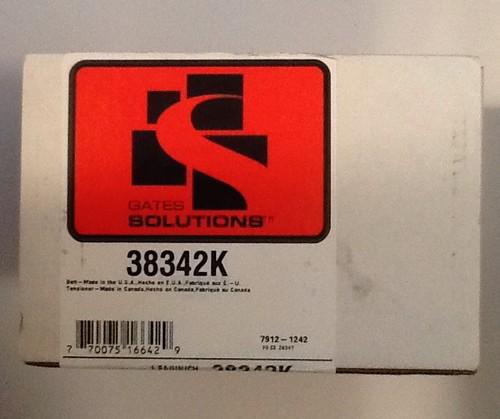 GATES
SOLUTIONS™
38342K
Belt-Made in the U.S.A.,Hecho en E.U.A.,Fabriqué aux É.-U.
Tensioner-Made in Canada,Hecho en Canada,Fabriqué au Canada
7912-1242
7 70075 16642 9
38342K